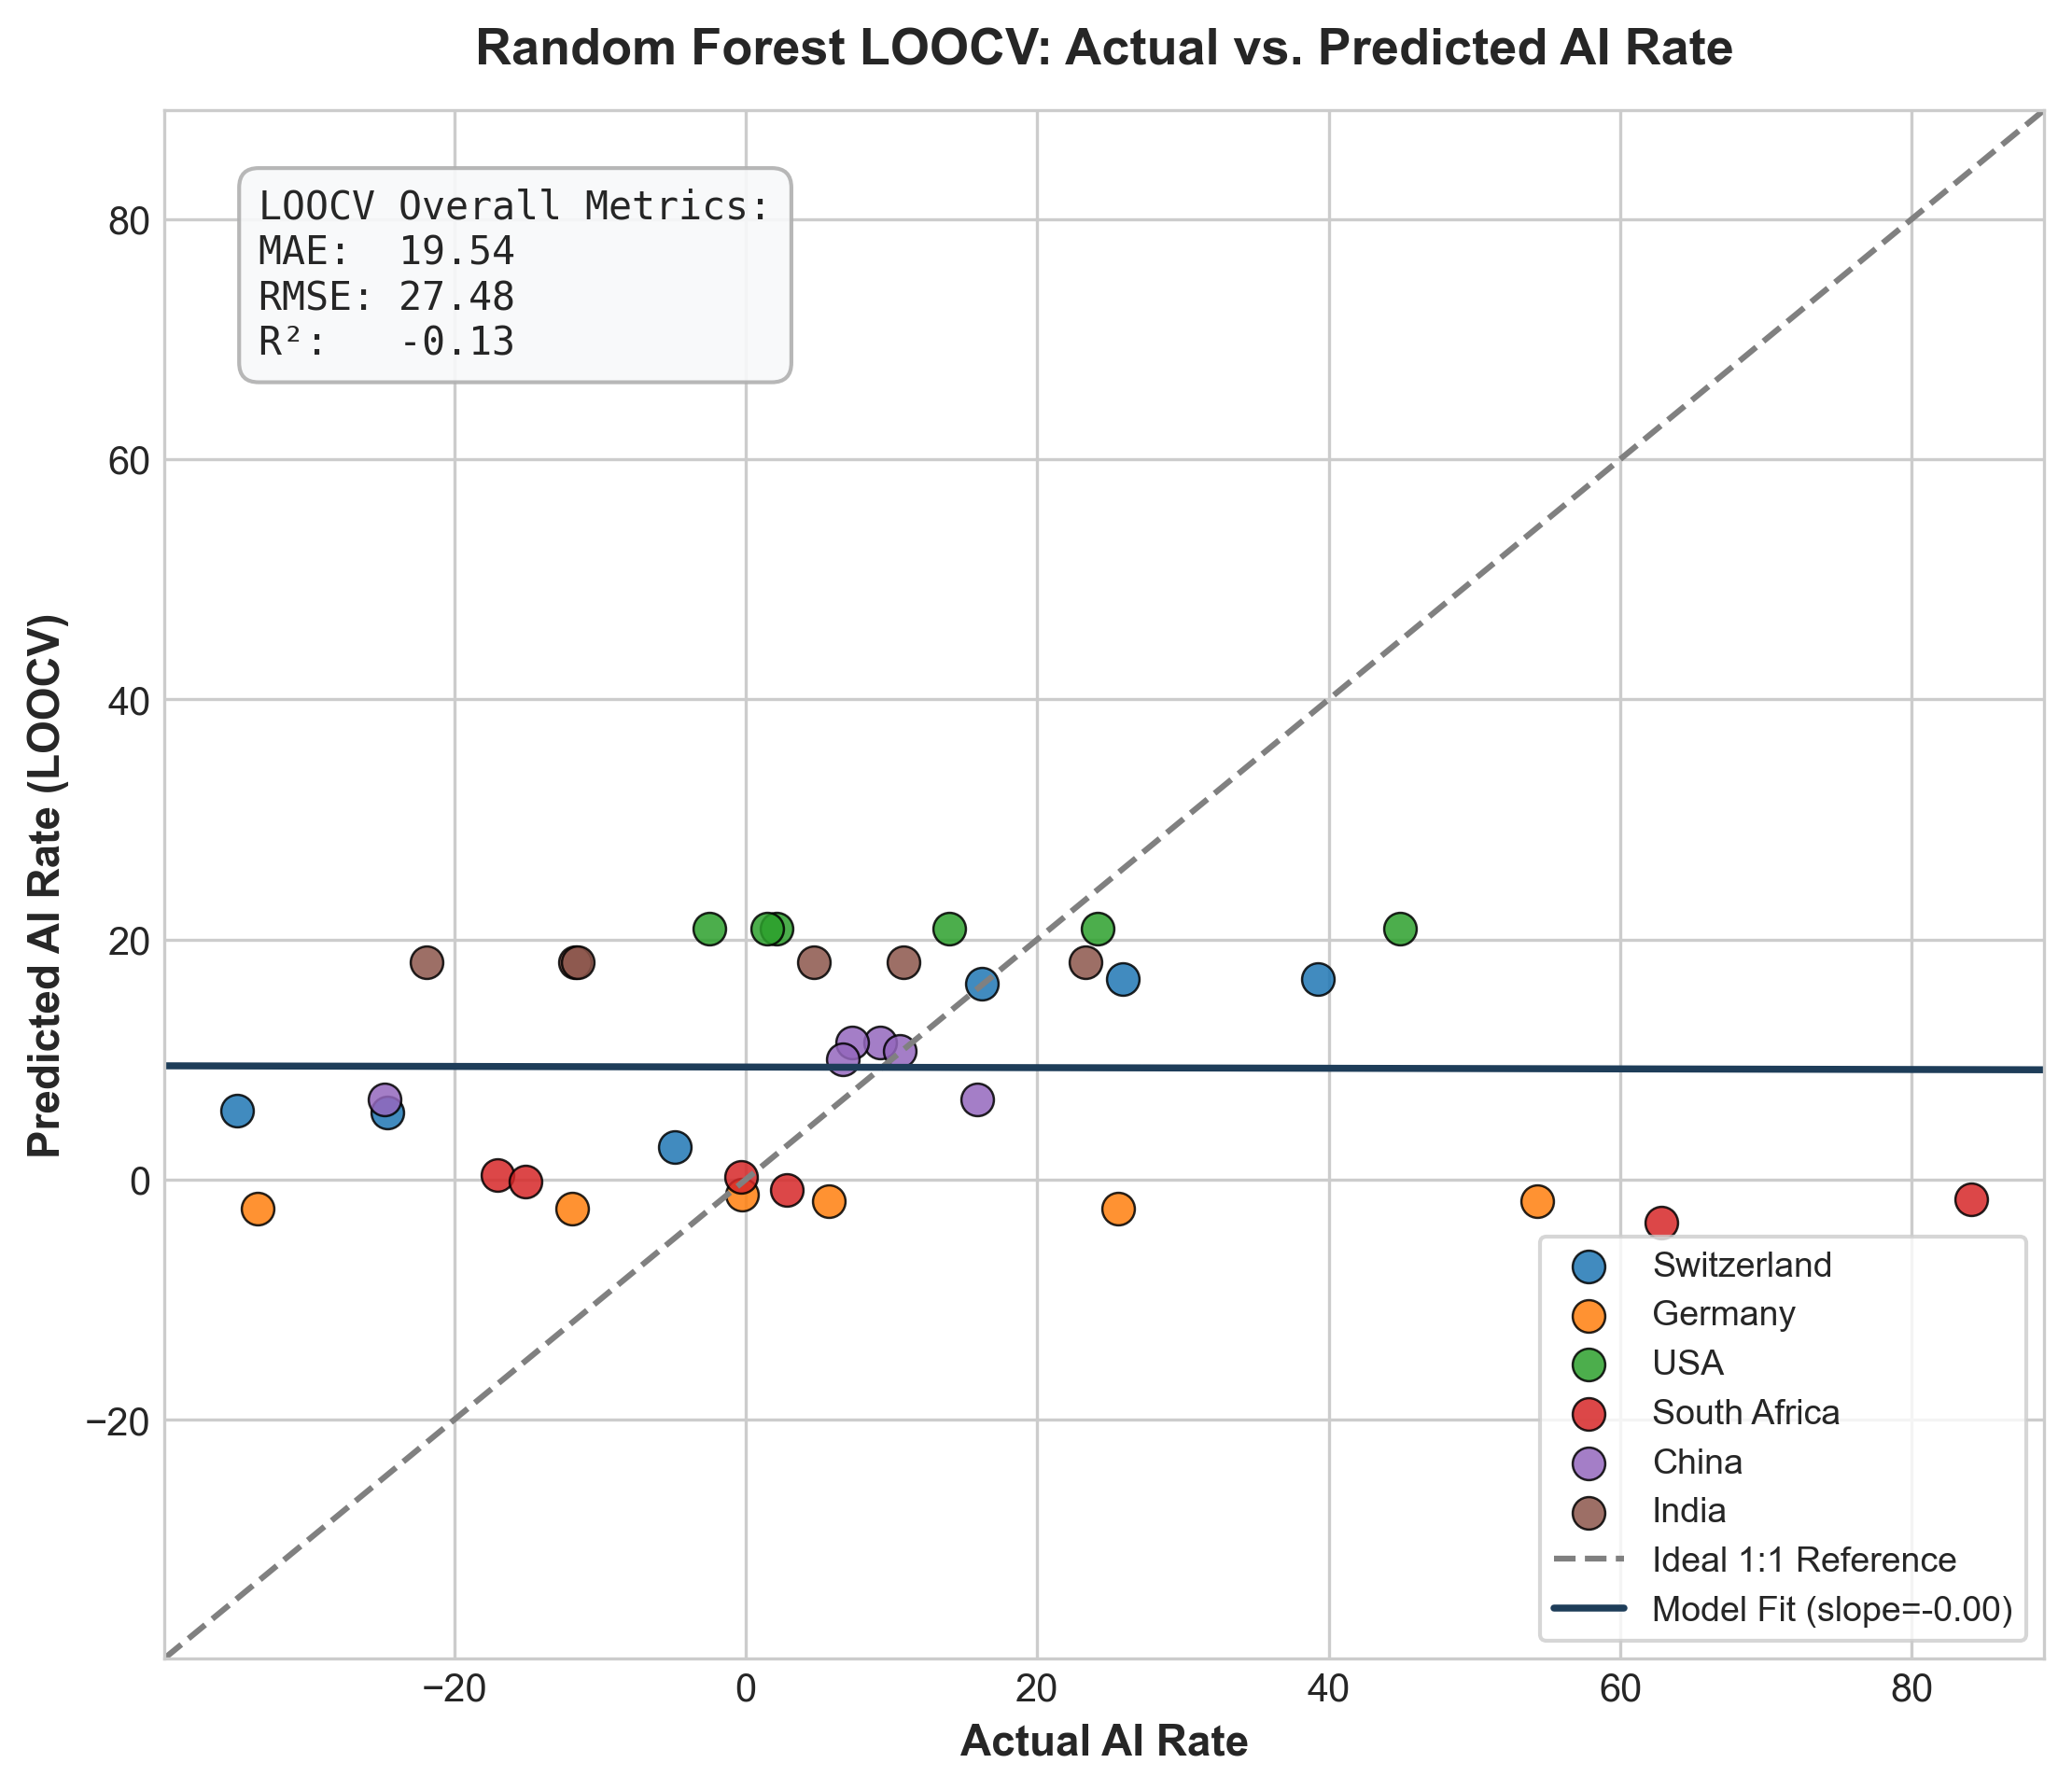 Random Forest LOOCV: Actual vs. Predicted AI Rate
LOOCV Overall Metrics:
MAE:  19.54
RMSE: 27.48
R²:   -0.13
Predicted AI Rate (LOOCV)
80
60
40
20
0
−20
−20
0
20
40
60
80
Actual AI Rate
Switzerland
Germany
USA
South Africa
China
India
Ideal 1:1 Reference
Model Fit (slope=-0.00)